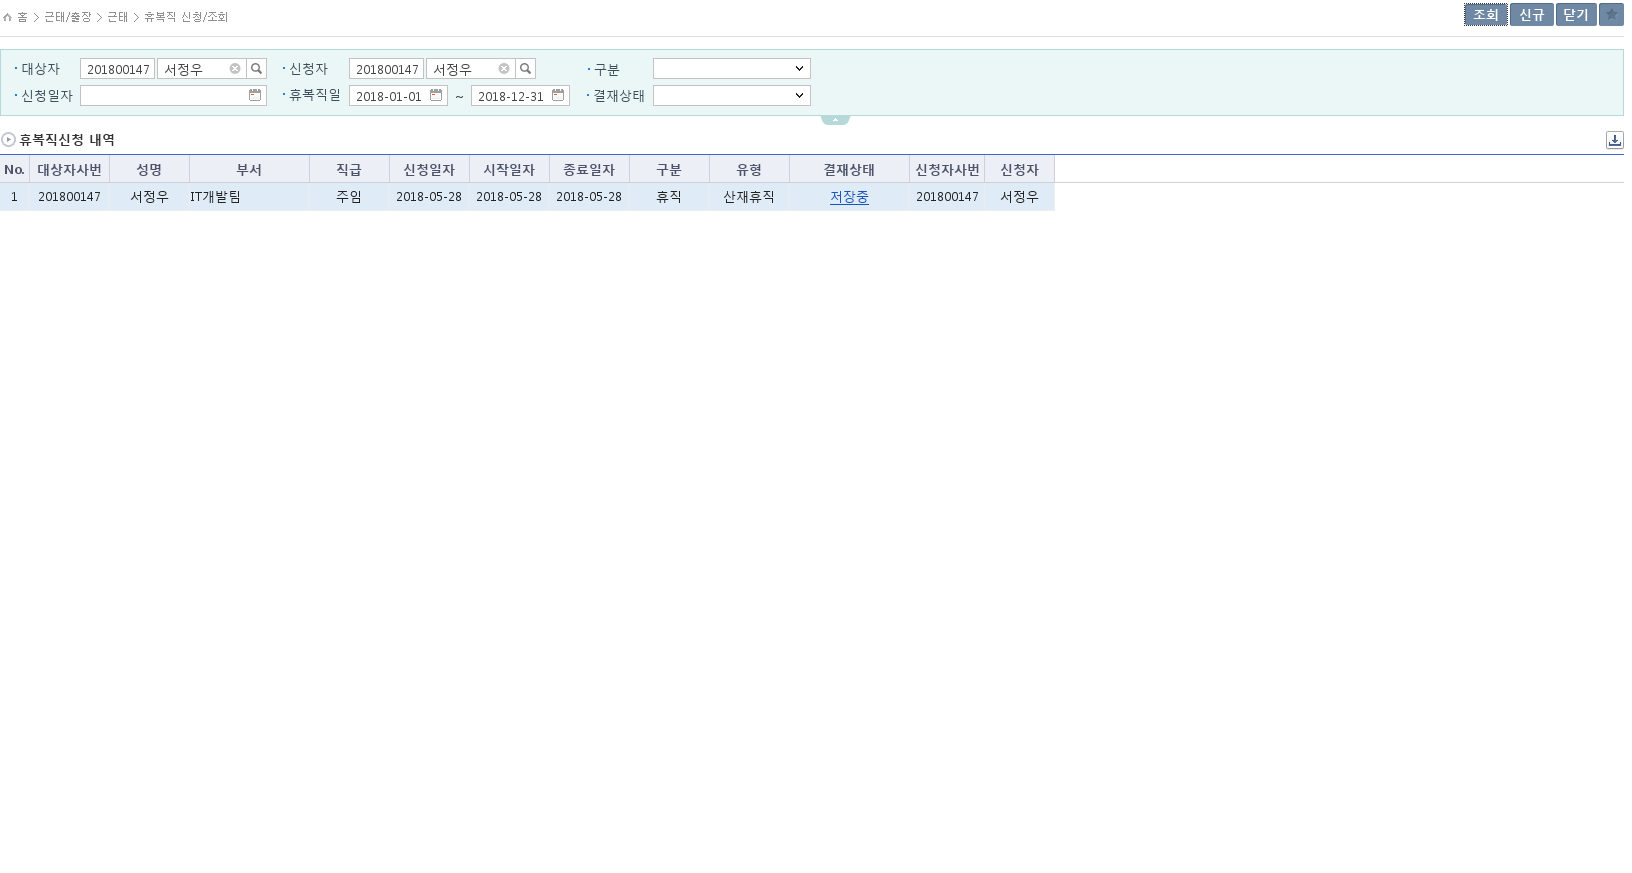 홈 > 근태/출장 > 근태 > 휴복직 신청/조회
조회 신규 닫기
대상자 201800147 서정우 신청자 201800147 서정우 구분
신청일자 휴복직일 2018-01-01 ~ 2018-12-31 결재상태
휴복직신청 내역
No. 대상자사번 성명 부서 직급 신청일자 시작일자 종료일자 구분 유형 결재상태 신청자사번 신청자
1 201800147 서정우 IT개발팀 주임 2018-05-28 2018-05-28 2018-05-28 휴직 산재휴직 저장중 201800147 서정우